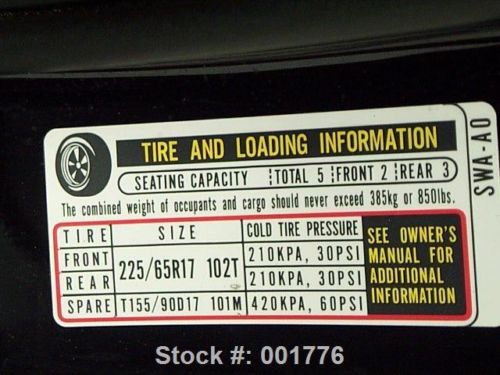 TIRE AND LOADING INFORMATION
SEATING CAPACITY TOTAL 5 FRONT 2 REAR 3
The combined weight of occupants and cargo should never exceed 385kg or 850lbs.
TIRE SIZE COLD TIRE PRESSURE
FRONT 225/65R17 102T 210KPA, 30PSI
REAR 210KPA, 30PSI
SPARE T155/90D17 101M 420KPA, 60PSI
SEE OWNER'S
MANUAL FOR
ADDITIONAL
INFORMATION
SWA-A0
Stock #: 001776